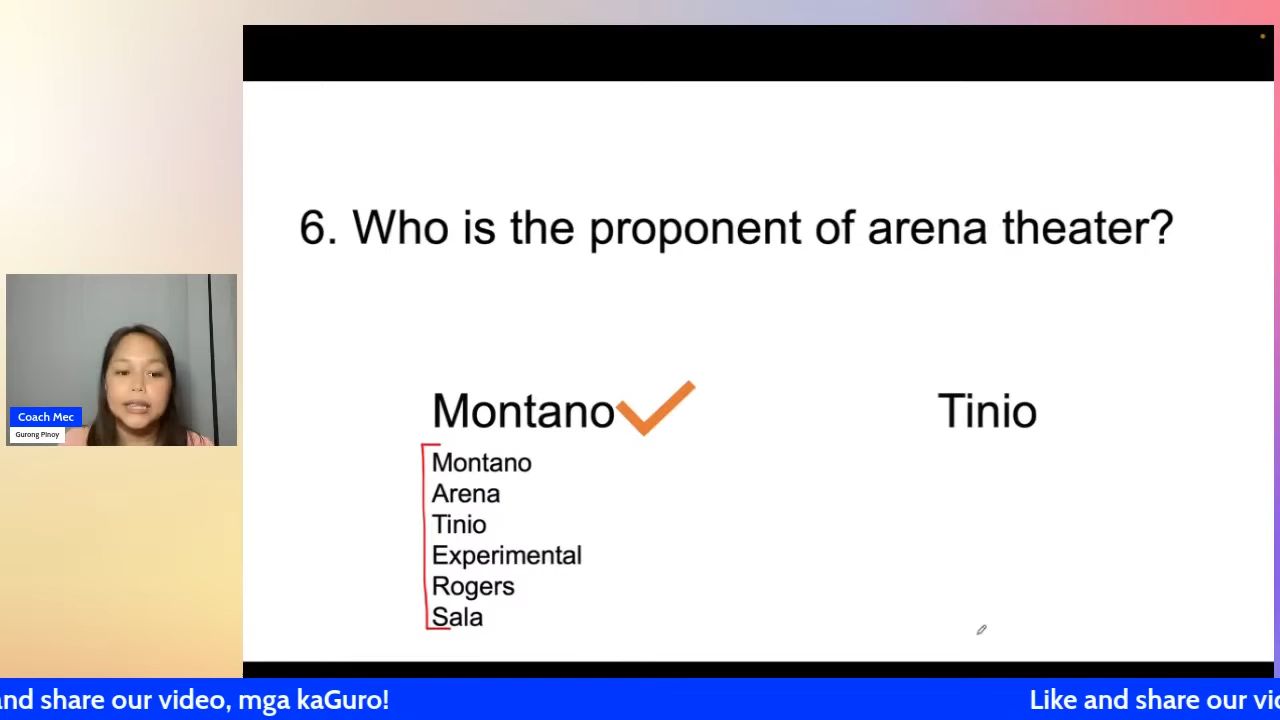 6. Who is the proponent of arena theater?
Montano
Tinio
Montano
Arena
Tinio
Experimental
Rogers
Sala
Coach Mec
Gurong Pinoy
and share our video, mga kaGuro!
Like and share our vid